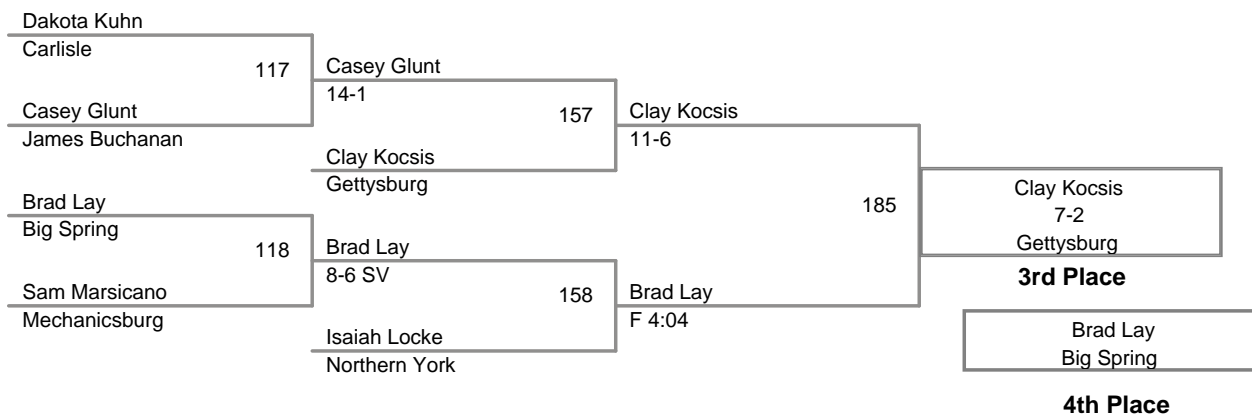 Dakota Kuhn
Carlisle
117
Casey Glunt
James Buchanan
Casey Glunt
14-1
157
Clay Kocsis
Gettysburg
Clay Kocsis
11-6
Brad Lay
Big Spring
118
Sam Marsicano
Mechanicsburg
Brad Lay
8-6 SV
158
Isaiah Locke
Northern York
Brad Lay
F 4:04
185
Clay Kocsis
7-2
Gettysburg
3rd Place
Brad Lay
Big Spring
4th Place